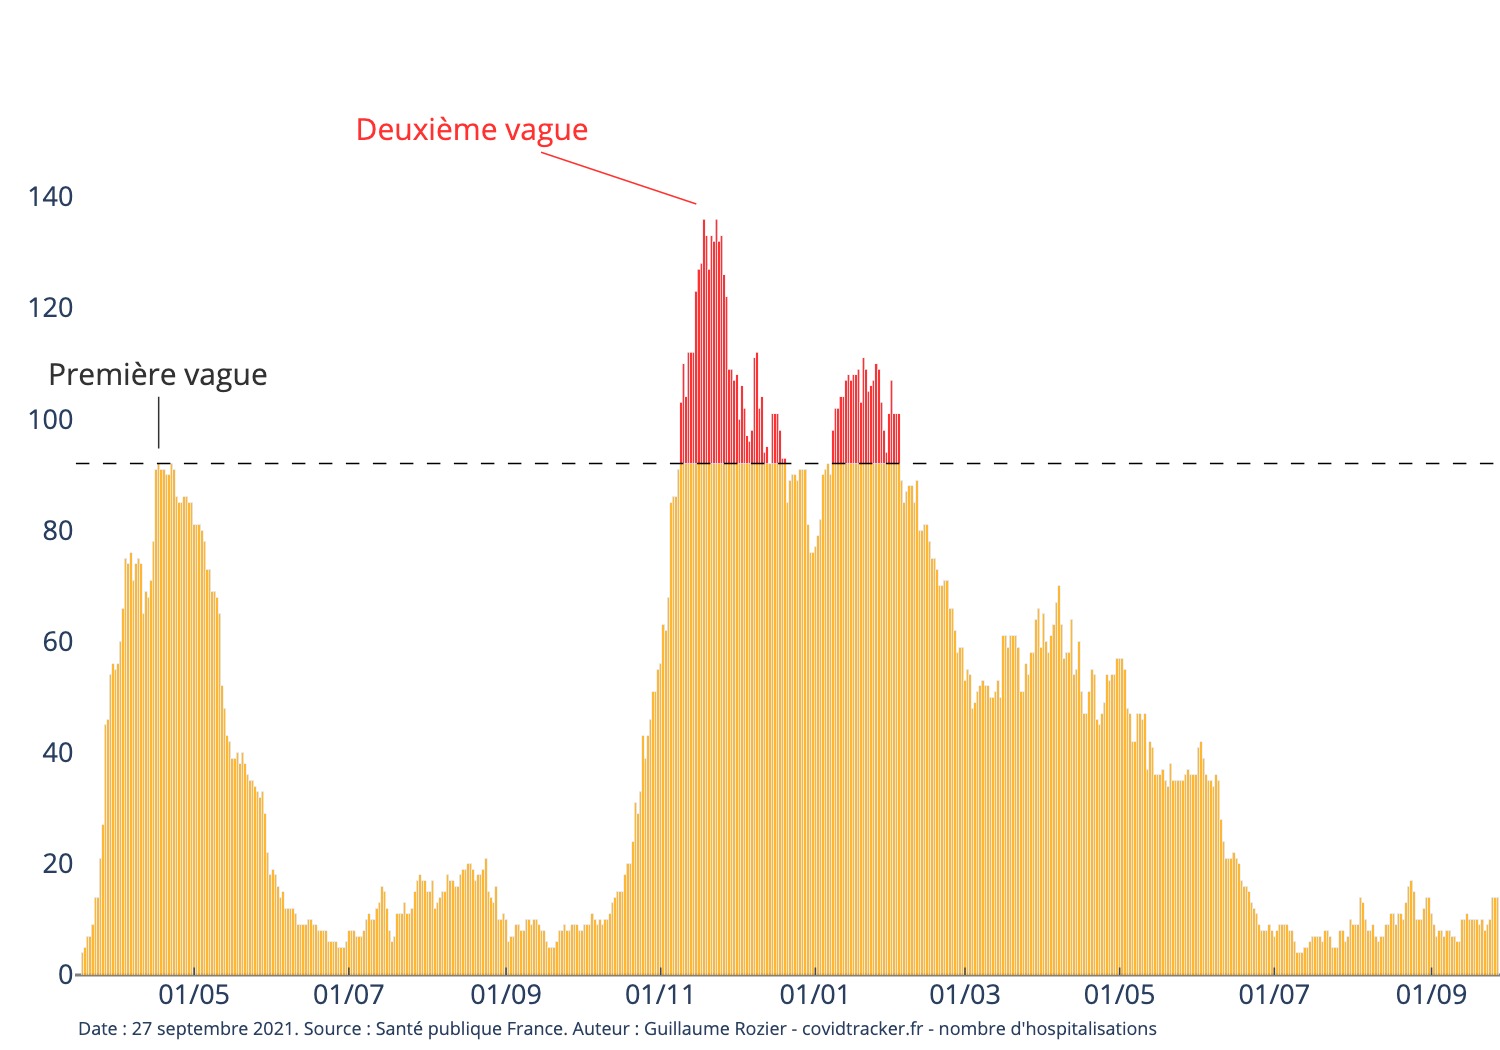 Deuxième vague
140
120
Première vague
100
80
60
40
20
0
01/05 01/07 01/09 01/11 01/01 01/03 01/05 01/07 01/09
Date : 27 septembre 2021. Source : Santé publique France. Auteur : Guillaume Rozier - covidtracker.fr - nombre d'hospitalisations